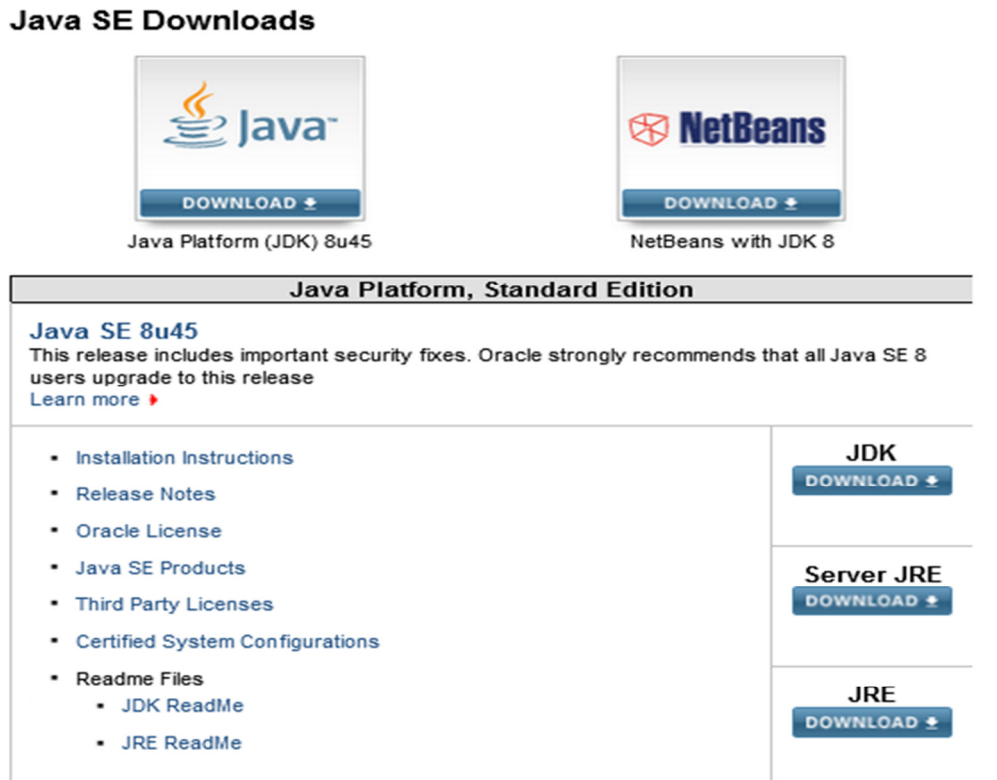 Java SE Downloads
Java™
NetBeans
DOWNLOAD
DOWNLOAD
Java Platform (JDK) 8u45
NetBeans with JDK 8
Java Platform, Standard Edition
Java SE 8u45
This release includes important security fixes. Oracle strongly recommends that all Java SE 8
users upgrade to this release
Learn more
Installation Instructions
Release Notes
Oracle License
Java SE Products
Third Party Licenses
Certified System Configurations
Readme Files
JDK ReadMe
JRE ReadMe
JDK
DOWNLOAD
Server JRE
DOWNLOAD
JRE
DOWNLOAD